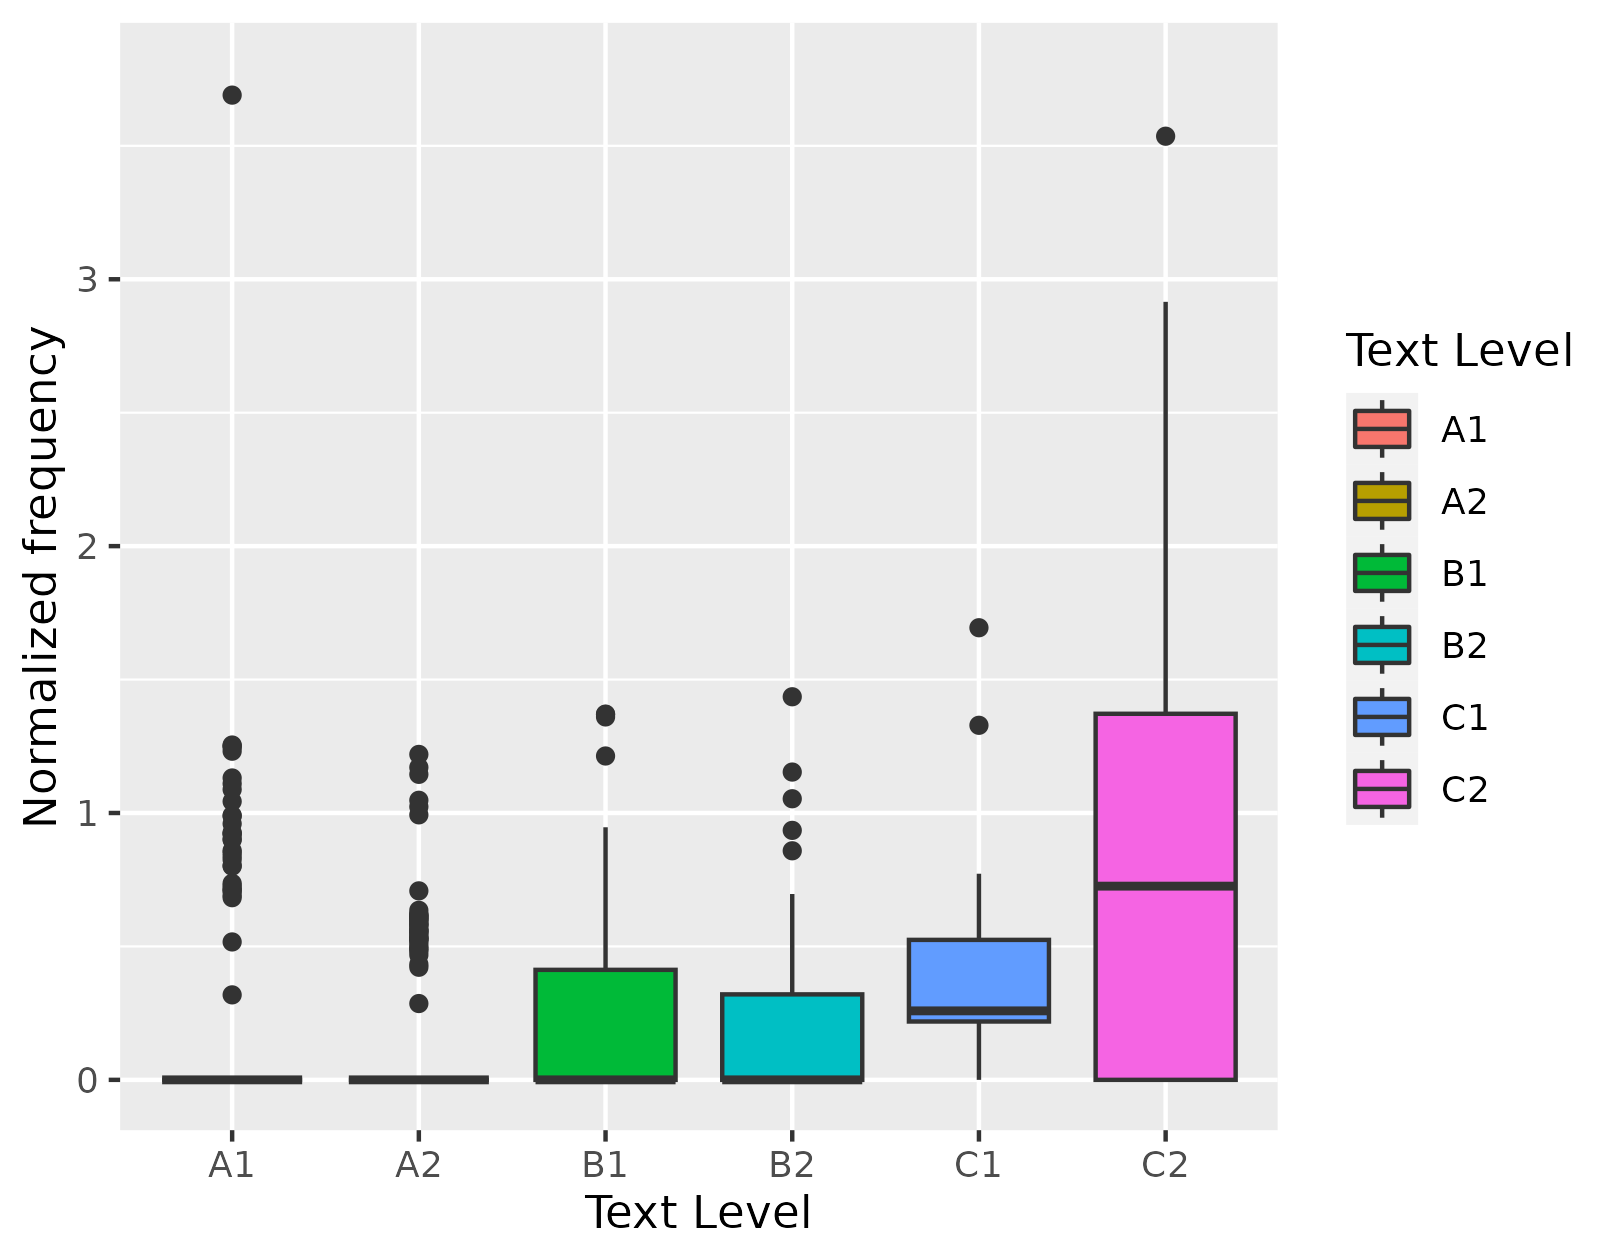 Normalized frequency
3
2
1
0
A1 A2 B1 B2 C1 C2
Text Level
Text Level
A1
A2
B1
B2
C1
C2